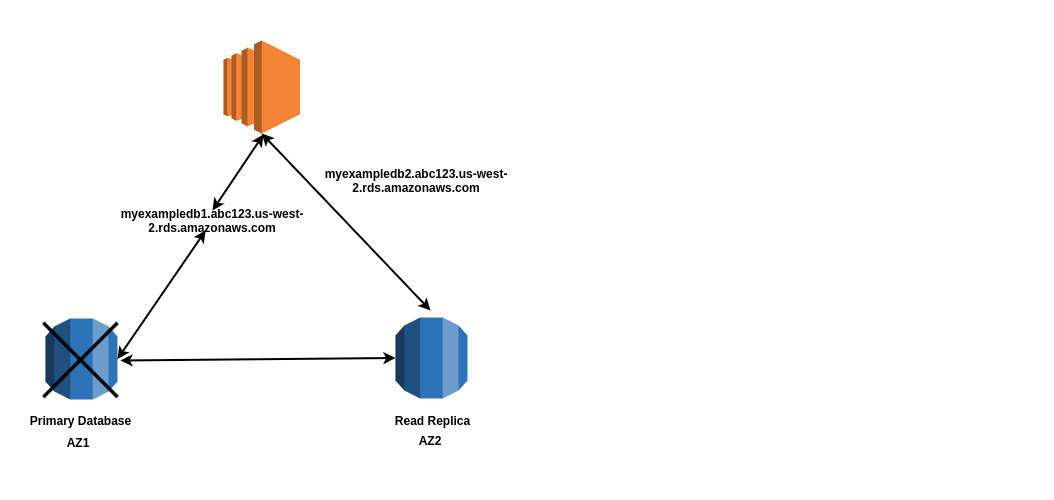 myexampledb2.abc123.us-west-
2.rds.amazonaws.com
myexampledb1.abc123.us-west-
2.rds.amazonaws.com
Primary Database
AZ1
Read Replica
AZ2